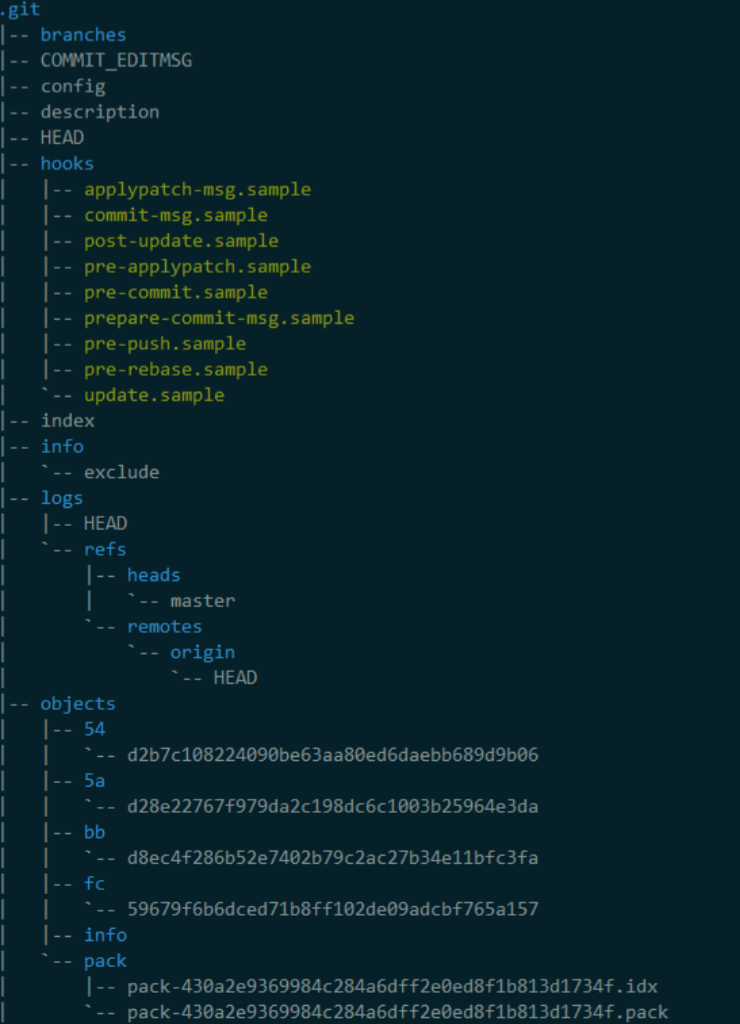 .git
|-- branches
|-- COMMIT_EDITMSG
|-- config
|-- description
|-- HEAD
|-- hooks
|   |-- applypatch-msg.sample
|   |-- commit-msg.sample
|   |-- post-update.sample
|   |-- pre-applypatch.sample
|   |-- pre-commit.sample
|   |-- prepare-commit-msg.sample
|   |-- pre-push.sample
|   |-- pre-rebase.sample
|   `-- update.sample
|-- index
|-- info
|   `-- exclude
|-- logs
|   |-- HEAD
|   `-- refs
|       |-- heads
|       |   `-- master
|       `-- remotes
|           `-- origin
|               `-- HEAD
|-- objects
|   |-- 54
|   |   `-- d2b7c108224090be63aa80ed6daebb689d9b06
|   |-- 5a
|   |   `-- d28e22767f979da2c198dc6c1003b25964e3da
|   |-- bb
|   |   `-- d8ec4f286b52e7402b79c2ac27b34e11bfc3fa
|   |-- fc
|   |   `-- 59679f6b6dced71b8ff102de09adcbf765a157
|   |-- info
|   `-- pack
|       |-- pack-430a2e9369984c284a6dff2e0ed8f1b813d1734f.idx
|       `-- pack-430a2e9369984c284a6dff2e0ed8f1b813d1734f.pack